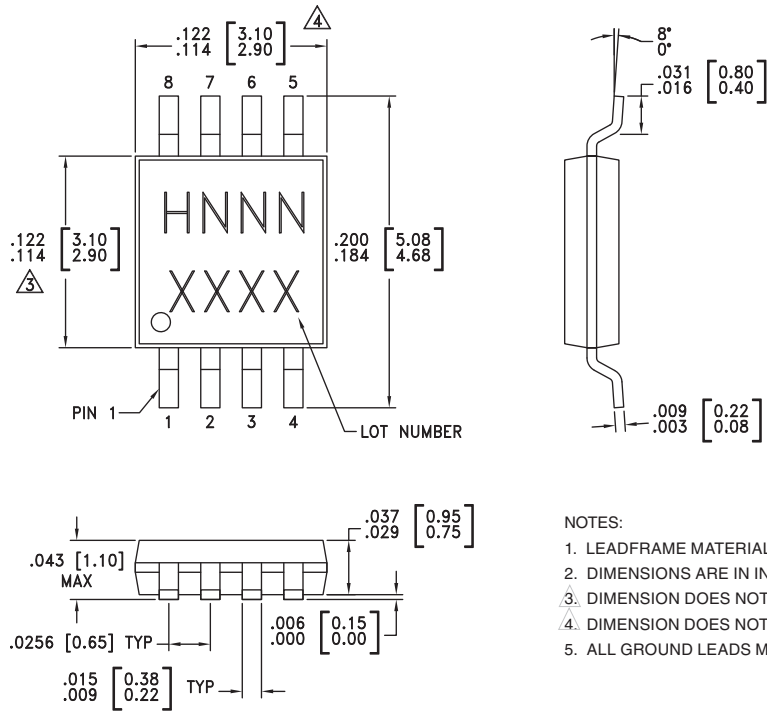 .122 [3.10]
.114 [2.90]
4
8 7 6 5
8°
0°
.031 [0.80]
.016 [0.40]
HNNN
XXXX
.122 [3.10]
.114 [2.90]
3
.200 [5.08]
.184 [4.68]
PIN 1
1 2 3 4
LOT NUMBER
.009 [0.22]
.003 [0.08]
.043 [1.10]
MAX
.037 [0.95]
.029 [0.75]
.0256 [0.65] TYP
.006 [0.15]
.000 [0.00]
.015 [0.38]
.009 [0.22]
TYP
NOTES:
1. LEADFRAME MATERIAL
2. DIMENSIONS ARE IN IN
3. DIMENSION DOES NOT
4. DIMENSION DOES NOT
5. ALL GROUND LEADS M